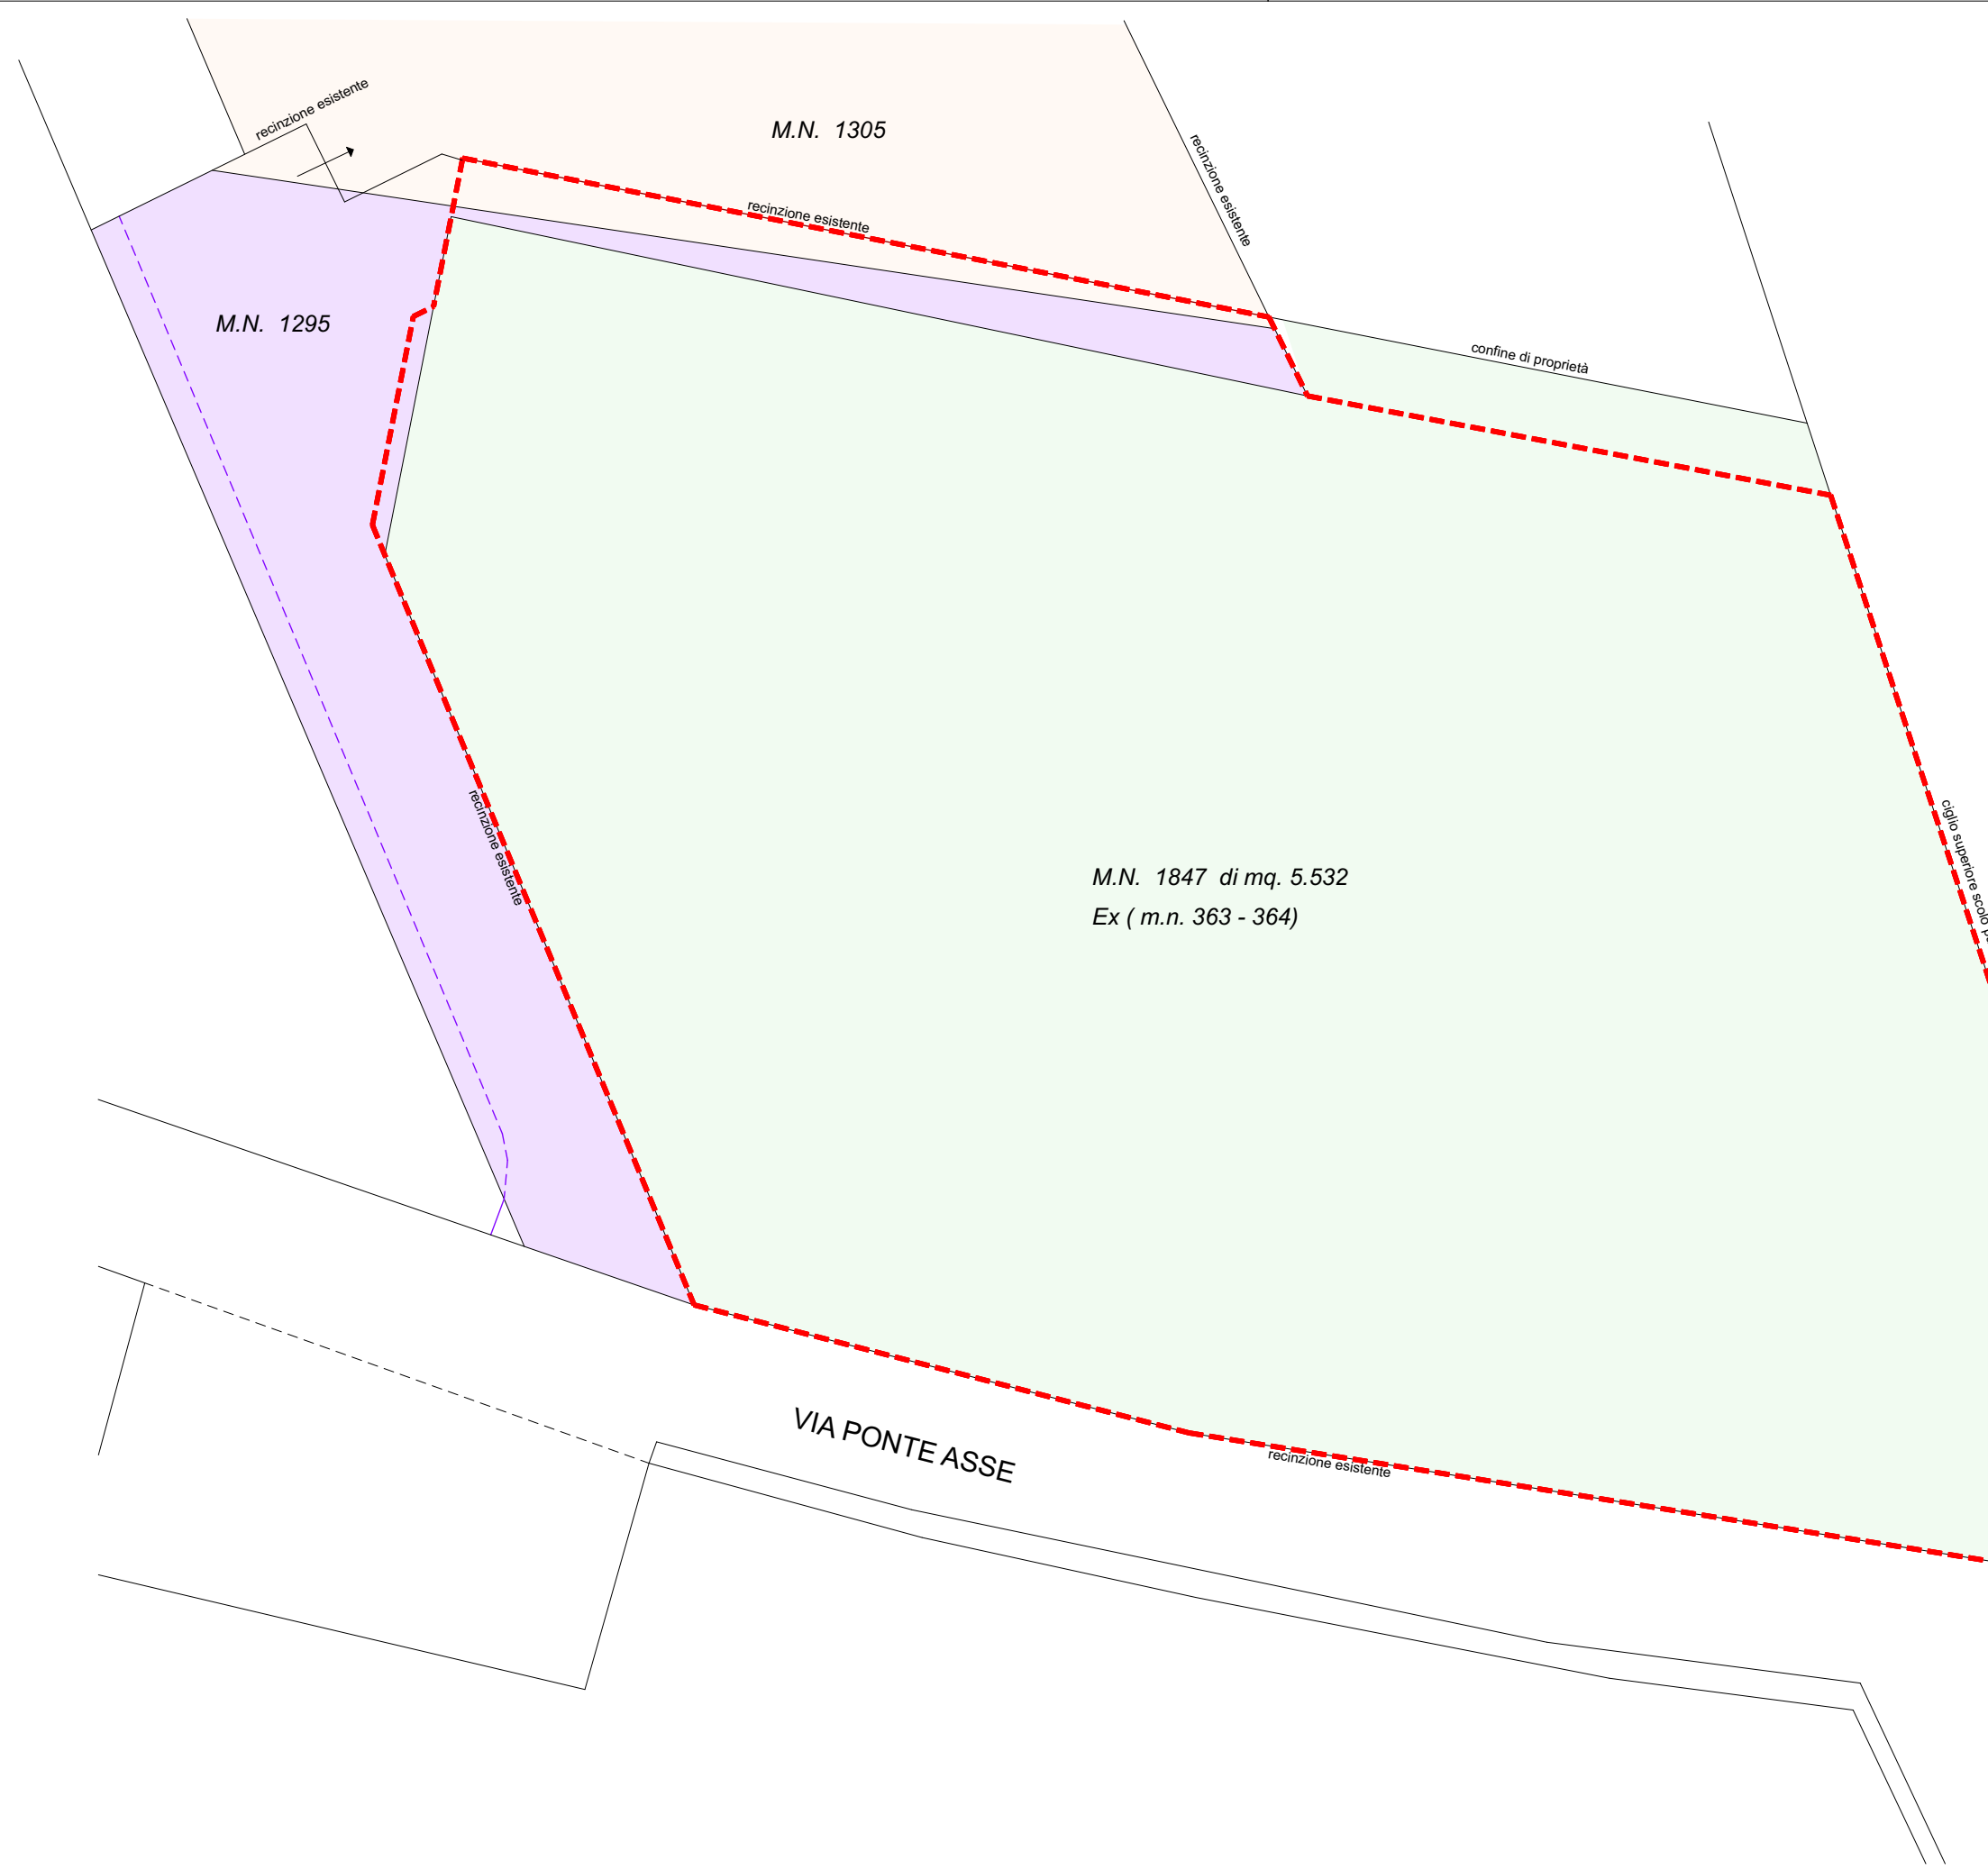 recinzione esistente
M.N. 1305
recinzione esistente
recinzione esistente
M.N. 1295
confine di proprietà
recinzione esistente
ciglio superiore scolo
M.N. 1847 di mq. 5.532
Ex ( m.n. 363 - 364)
VIA PONTE ASSE
recinzione esistente